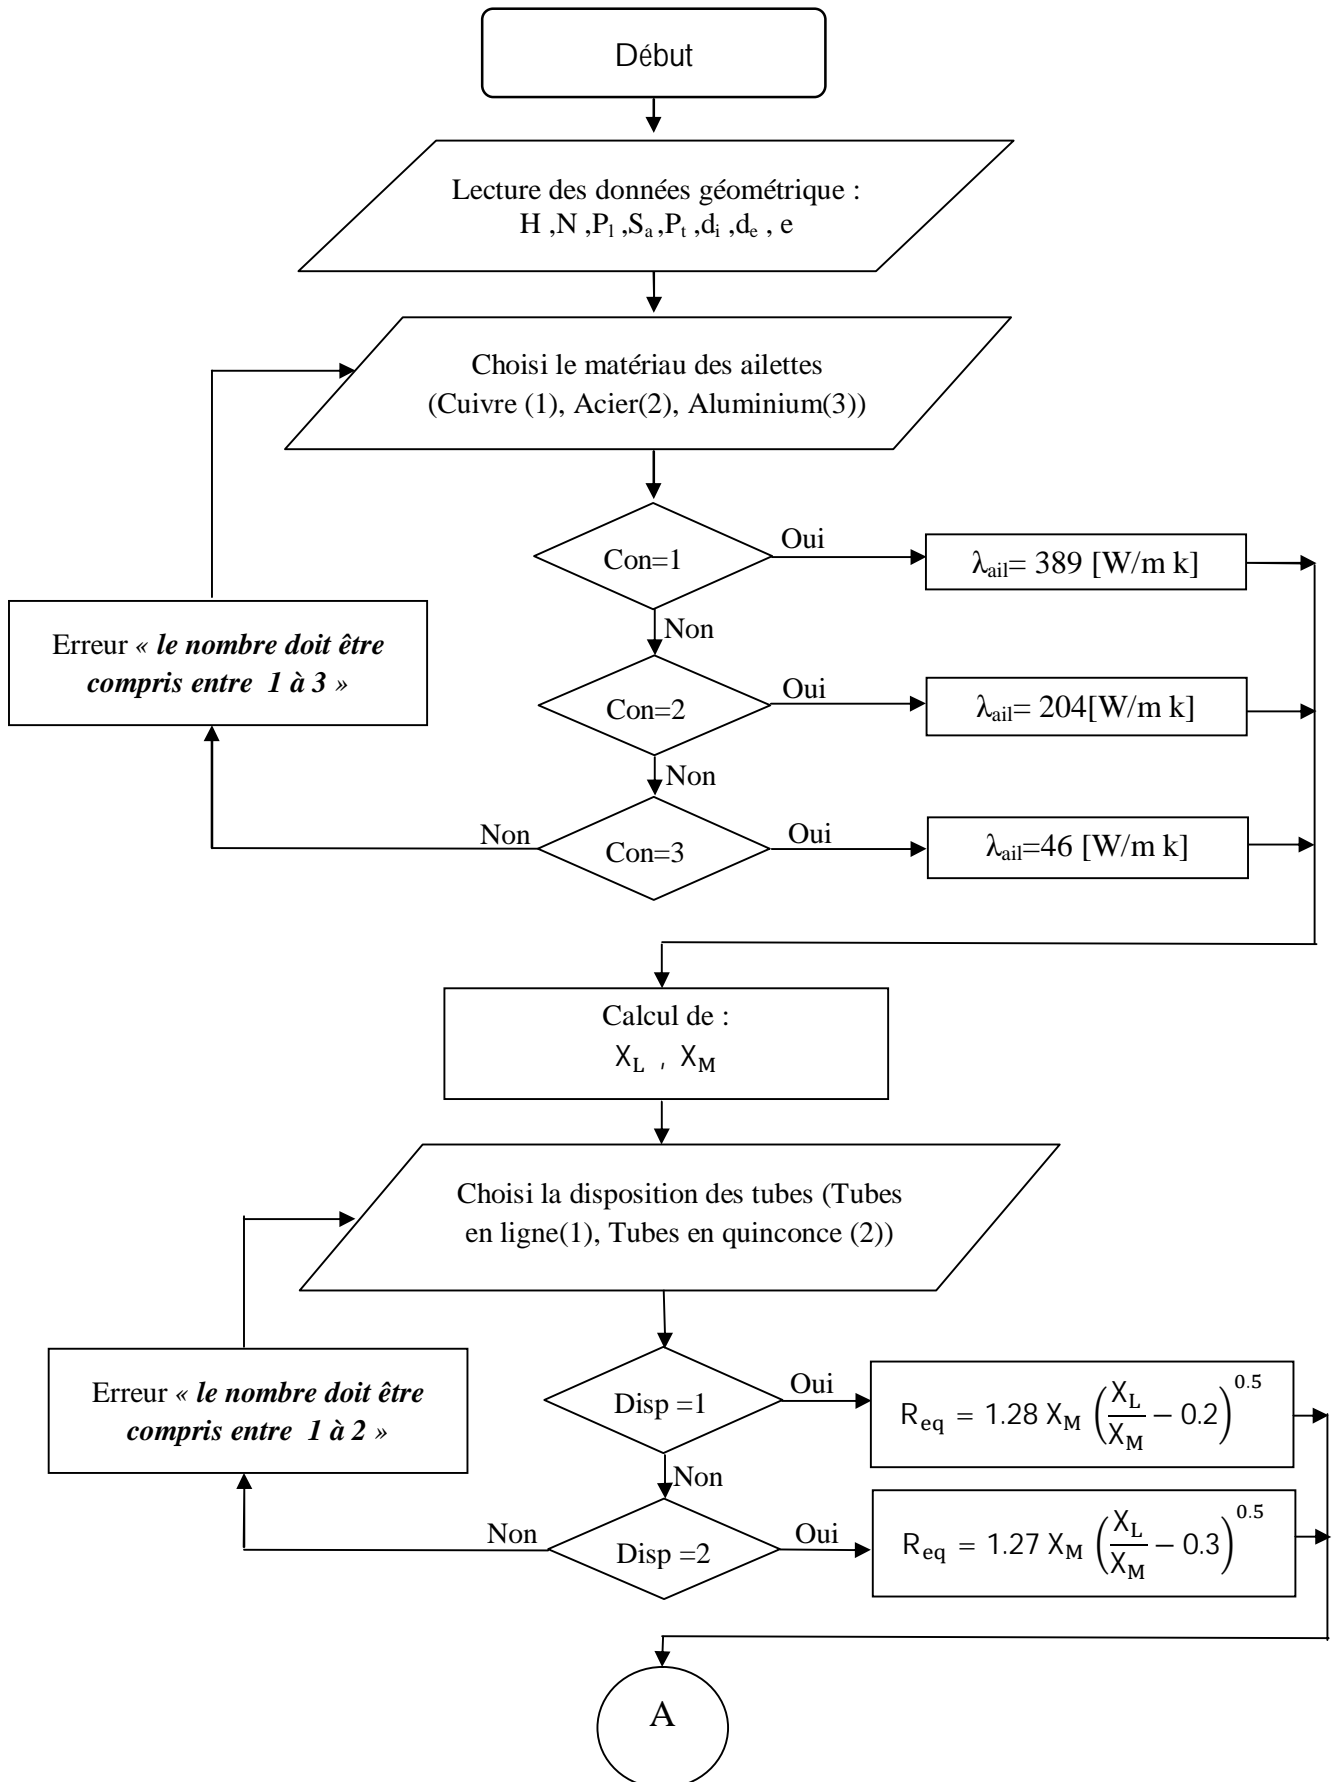 Début
Lecture des données géométrique :
H ,N ,Pl ,Sa ,Pt ,di ,de , e
Choisi le matériau des ailettes
(Cuivre (1), Acier(2), Aluminium(3))
Con=1
Oui
λail= 389 [W/m k]
Non
Erreur « le nombre doit être
compris entre 1 à 3 »
Con=2
Oui
λail= 204[W/m k]
Non
Con=3
Non
Oui
λail=46 [W/m k]
Calcul de :
XL , XM
Choisi la disposition des tubes (Tubes
en ligne(1), Tubes en quinconce (2))
Erreur « le nombre doit être
compris entre 1 à 2 »
Disp =1
Oui
Req = 1.28 XM (XL/XM − 0.2)^0.5
Non
Disp =2
Non
Oui
Req = 1.27 XM (XL/XM − 0.3)^0.5
A